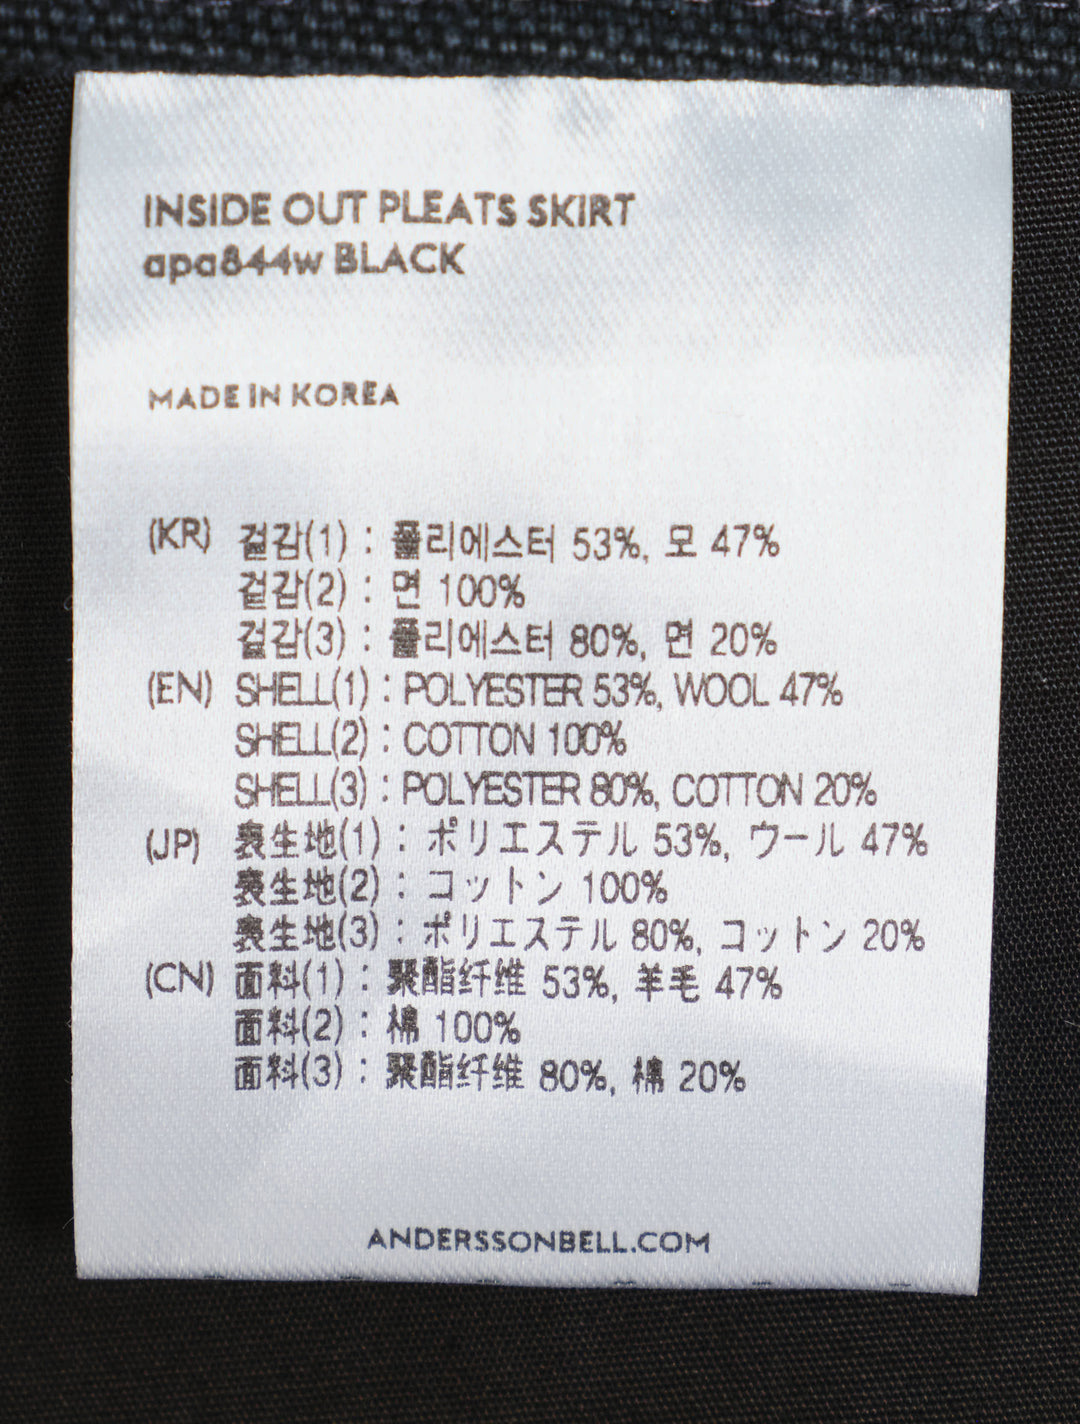 INSIDE OUT PLEATS SKIRT
apa844w BLACK
MADE IN KOREA
(KR) 겉감(1) : 폴리에스터 53%, 모 47%
겉감(2) : 면 100%
겉감(3) : 폴리에스터 80%, 면 20%
(EN) SHELL(1) : POLYESTER 53%, WOOL 47%
SHELL(2) : COTTON 100%
SHELL(3) : POLYESTER 80%, COTTON 20%
(JP) 表生地(1) : ポリエステル 53%, ウール 47%
表生地(2) : コットン 100%
表生地(3) : ポリエステル 80%, コットン 20%
(CN) 面料(1) : 聚酯纤维 53%, 羊毛 47%
面料(2) : 棉 100%
面料(3) : 聚酯纤维 80%, 棉 20%
ANDERSSONBELL.COM